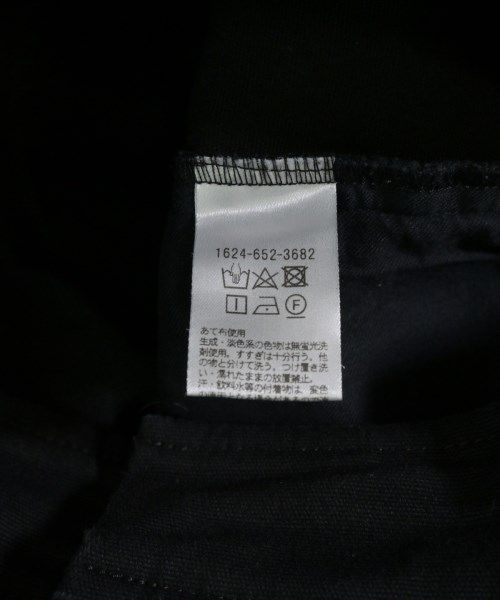 1624-652-3682
F
あて布使用
生成・淡色系の色物は無蛍光洗
剤使用。すすぎは十分行う。他
の物と分けて洗う。つけ置き洗
い・濡れたままの放置禁止。
汗・飲料水等の付着物は、変色